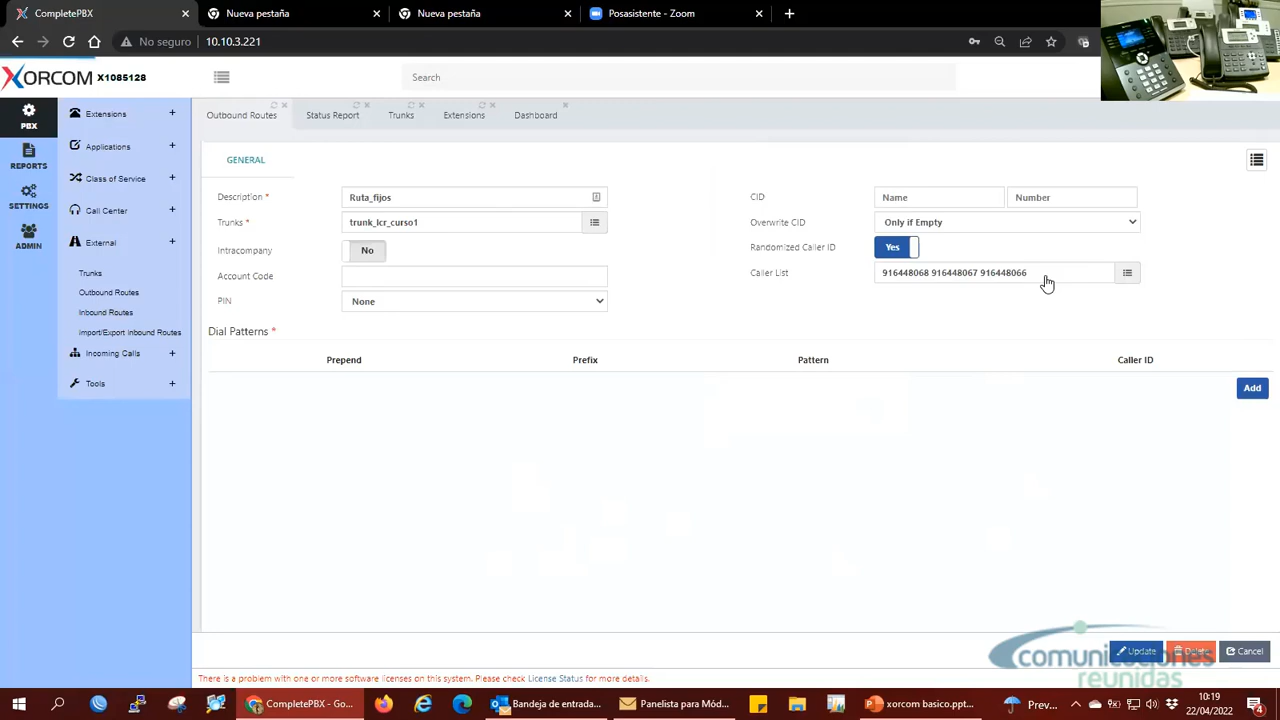 CompletePBX
Nueva pestaña
Nueva pestaña
Posasistente - Zoom
No seguro
10.10.3.221
XORCOM X1085128
Search
PBX
REPORTS
SETTINGS
ADMIN
Extensions +
Applications +
Class of Service +
Call Center +
External +
Trunks
Outbound Routes
Inbound Routes
Import/Export Inbound Routes
Incoming Calls +
Tools +
Outbound Routes
Status Report
Trunks
Extensions
Dashboard
GENERAL
Description * Ruta_fijos
Trunks * trunk_lcr_curso1
Intracompany No
Account Code
PIN None
CID Name Number
Overwrite CID Only if Empty
Randomized Caller ID Yes
Caller List 916448068 916448067 916448066
Dial Patterns *
Prepend Prefix Pattern Caller ID
Add
Update Delete Cancel
comunicaciones
reunidas
There is a problem with one or more software licenses on this system. Please check License Status for more details.
CompletePBX - Go...
Bandeja de entrada...
Panelista para Mód...
xorcom basico.ppt...
Prev...
10:19
22/04/2022
4